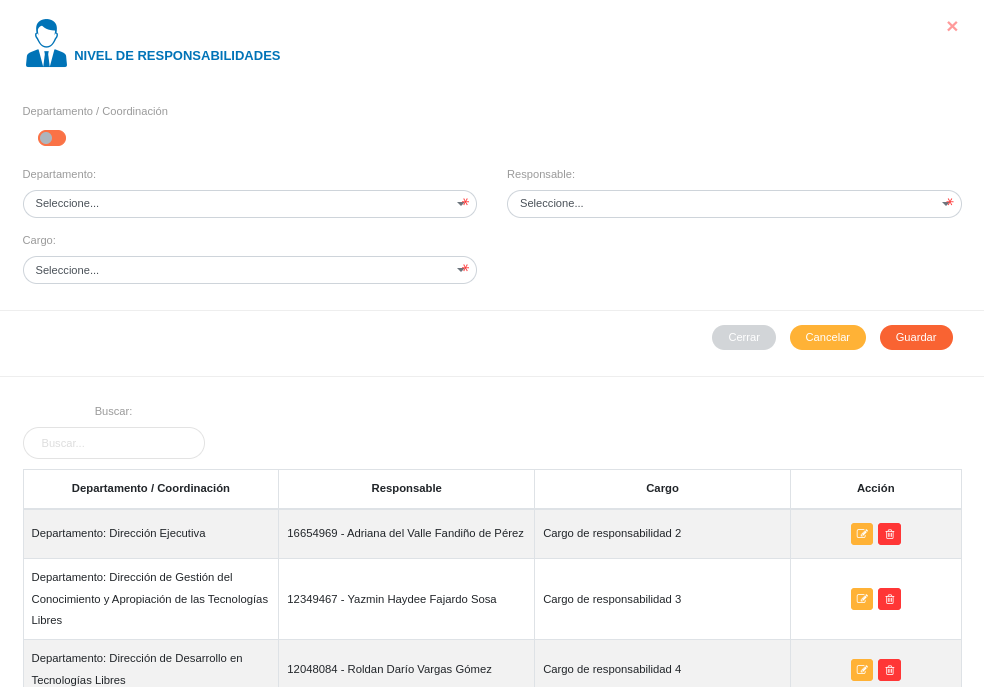 ×
NIVEL DE RESPONSABILIDADES
Departamento / Coordinación
Departamento:
Responsable:
Seleccione...
*
Seleccione...
*
Cargo:
Seleccione...
*
Cerrar
Cancelar
Guardar
Buscar:
Buscar...
Departamento / Coordinación
Responsable
Cargo
Acción
Departamento: Dirección Ejecutiva
16654969 - Adriana del Valle Fandiño de Pérez
Cargo de responsabilidad 2
Departamento: Dirección de Gestión del
Conocimiento y Apropiación de las Tecnologías
Libres
12349467 - Yazmin Haydee Fajardo Sosa
Cargo de responsabilidad 3
Departamento: Dirección de Desarrollo en
Tecnologías Libres
12048084 - Roldan Darío Vargas Gómez
Cargo de responsabilidad 4